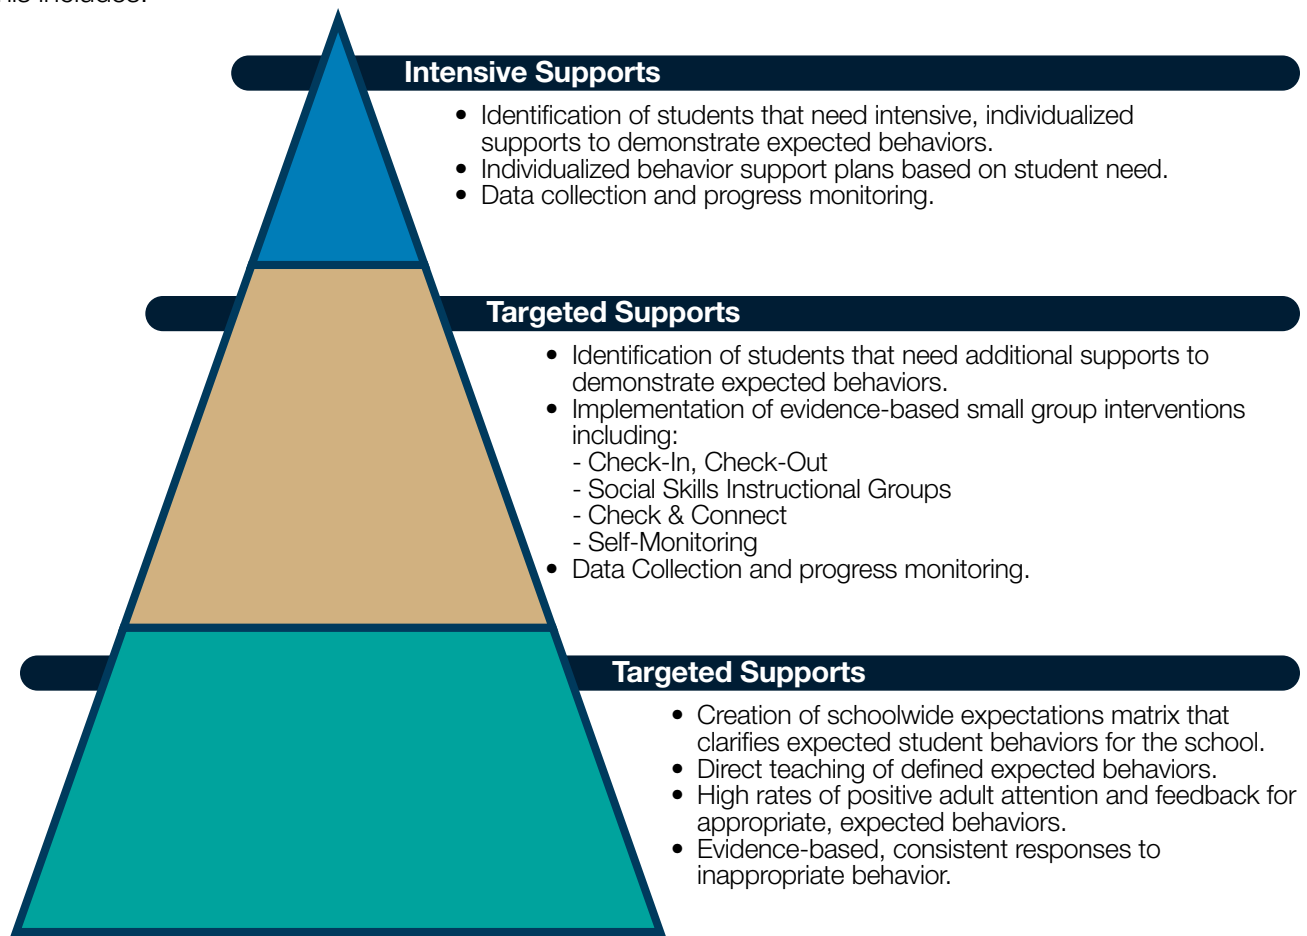 Intensive Supports
• Identification of students that need intensive, individualized
supports to demonstrate expected behaviors.
• Individualized behavior support plans based on student need.
• Data collection and progress monitoring.
Targeted Supports
• Identification of students that need additional supports to
demonstrate expected behaviors.
• Implementation of evidence-based small group interventions
including:
- Check-In, Check-Out
- Social Skills Instructional Groups
- Check & Connect
- Self-Monitoring
• Data Collection and progress monitoring.
Targeted Supports
• Creation of schoolwide expectations matrix that
clarifies expected student behaviors for the school.
• Direct teaching of defined expected behaviors.
• High rates of positive adult attention and feedback for
appropriate, expected behaviors.
• Evidence-based, consistent responses to
inappropriate behavior.